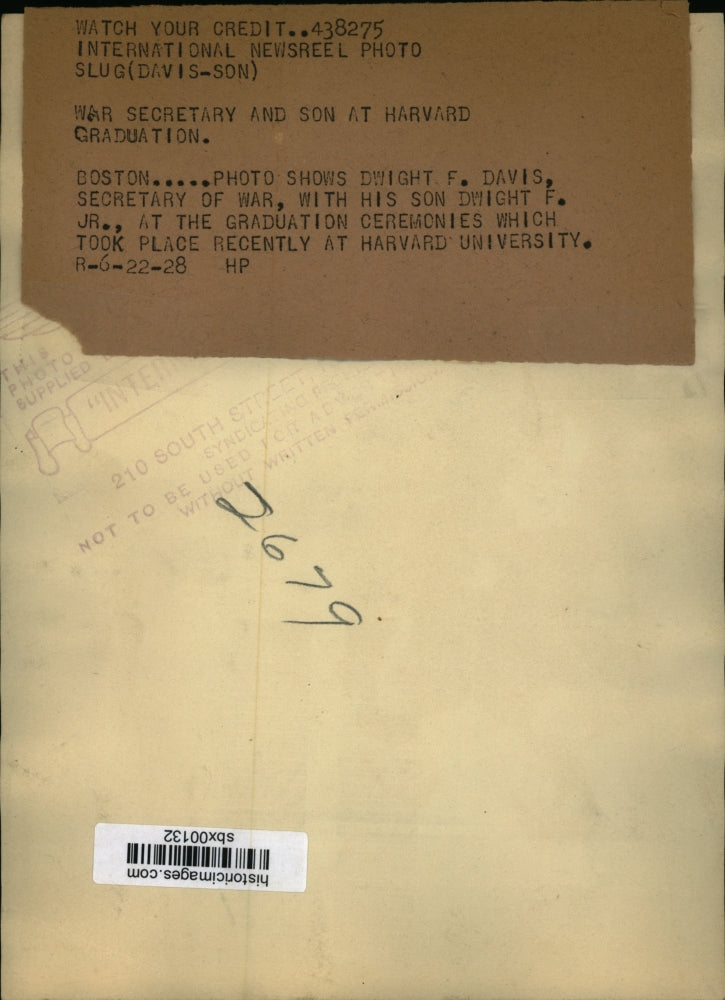 WATCH YOUR CREDIT..438275
INTERNATIONAL NEWSREEL PHOTO
SLUG(DAVIS-SON)
WAR SECRETARY AND SON AT HARVARD
GRADUATION.
BOSTON.....PHOTO SHOWS DWIGHT F. DAVIS,
SECRETARY OF WAR, WITH HIS SON DWIGHT F.
JR., AT THE GRADUATION CEREMONIES WHICH
TOOK PLACE RECENTLY AT HARVARD UNIVERSITY.
R-6-22-28 HP
THIS
PHOTO
SUPPLIED
210 SOUTH STREET
NOT TO BE USED FOR
WITHOUT WRITTEN
2679
historicimages.com
sbx00132